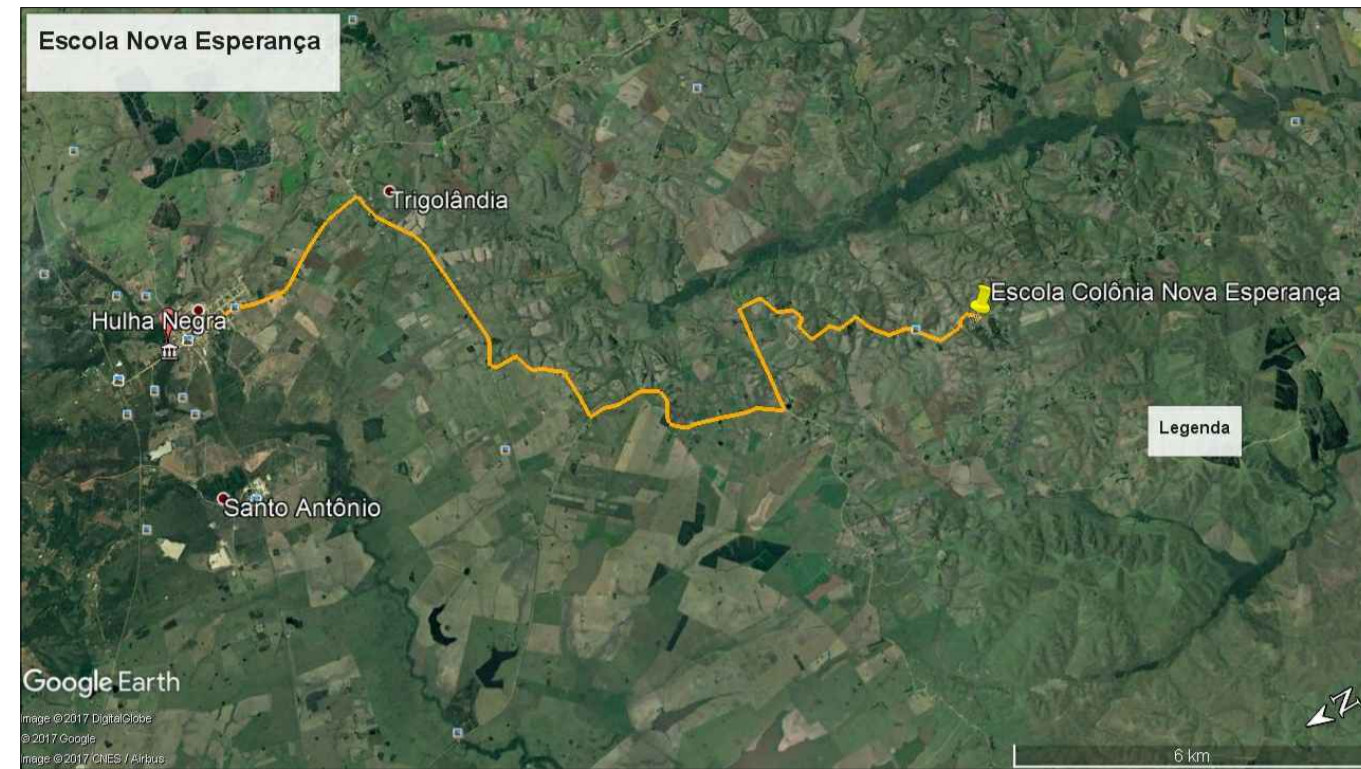 Escola Nova Esperança
Trigolândia
Escola Colônia Nova Esperança
Hulha Negra
Legenda
Santo Antônio
Google Earth
Image © 2017 DigitalGlobe
© 2017 Google
Image © 2017 CNES / Airbus
N
6 km